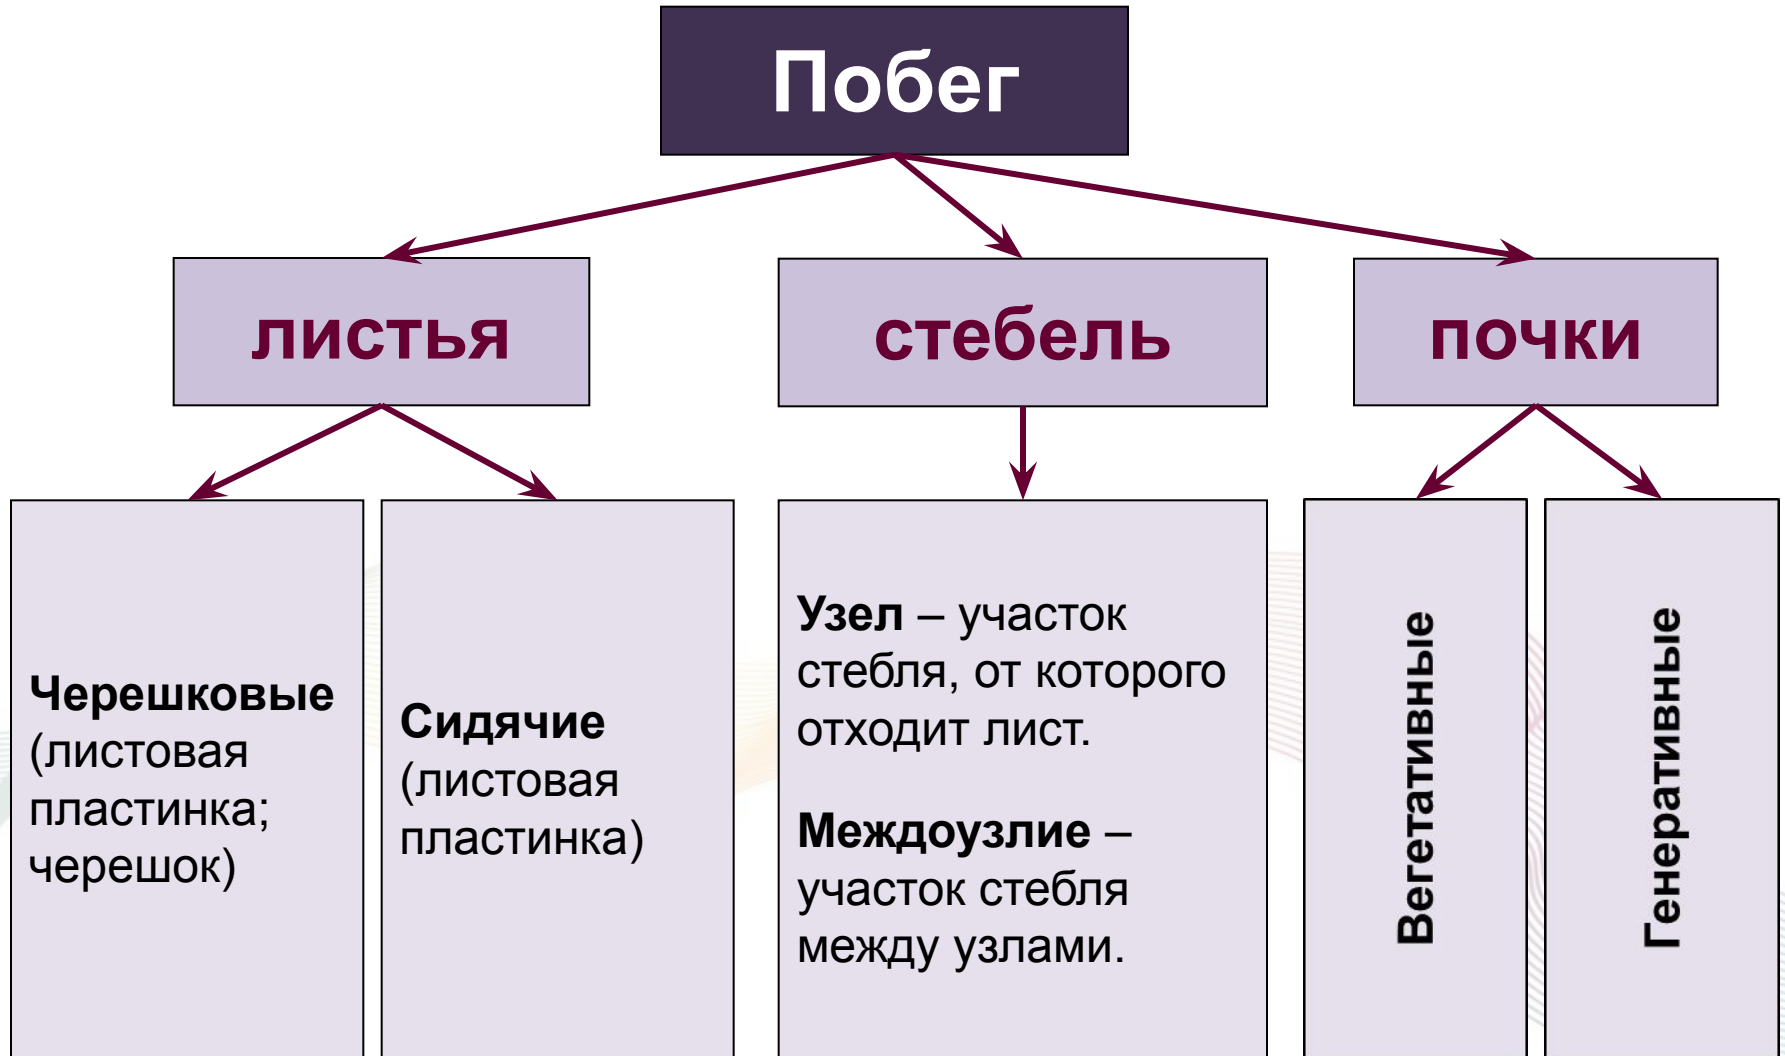 Побег
листья
стебель
почки
Черешковые
(листовая
пластинка;
черешок)
Сидячие
(листовая
пластинка)
Узел – участок
стебля, от которого
отходит лист.
Междоузлие –
участок стебля
между узлами.
Вегетативные
Генеративные